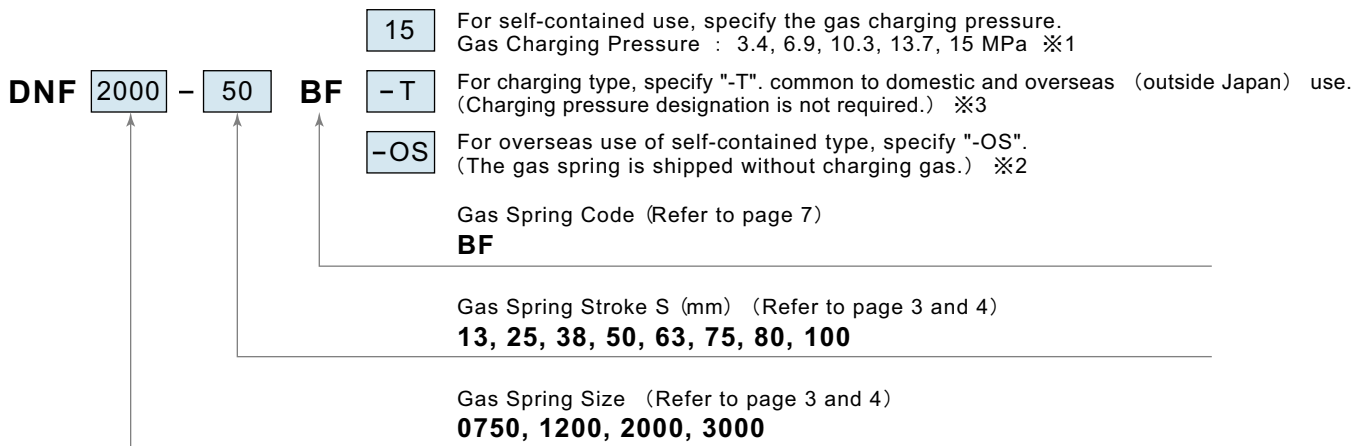 15
For self-contained use, specify the gas charging pressure.
Gas Charging Pressure : 3.4, 6.9, 10.3, 13.7, 15 MPa ※1
DNF 2000 – 50 BF –T
For charging type, specify "-T". common to domestic and overseas （outside Japan） use.
（Charging pressure designation is not required.） ※3
–OS
For overseas use of self-contained type, specify "-OS".
（The gas spring is shipped without charging gas.） ※2
Gas Spring Code (Refer to page 7)
BF
Gas Spring Stroke S (mm) （Refer to page 3 and 4）
13, 25, 38, 50, 63, 75, 80, 100
Gas Spring Size （Refer to page 3 and 4）
0750, 1200, 2000, 3000